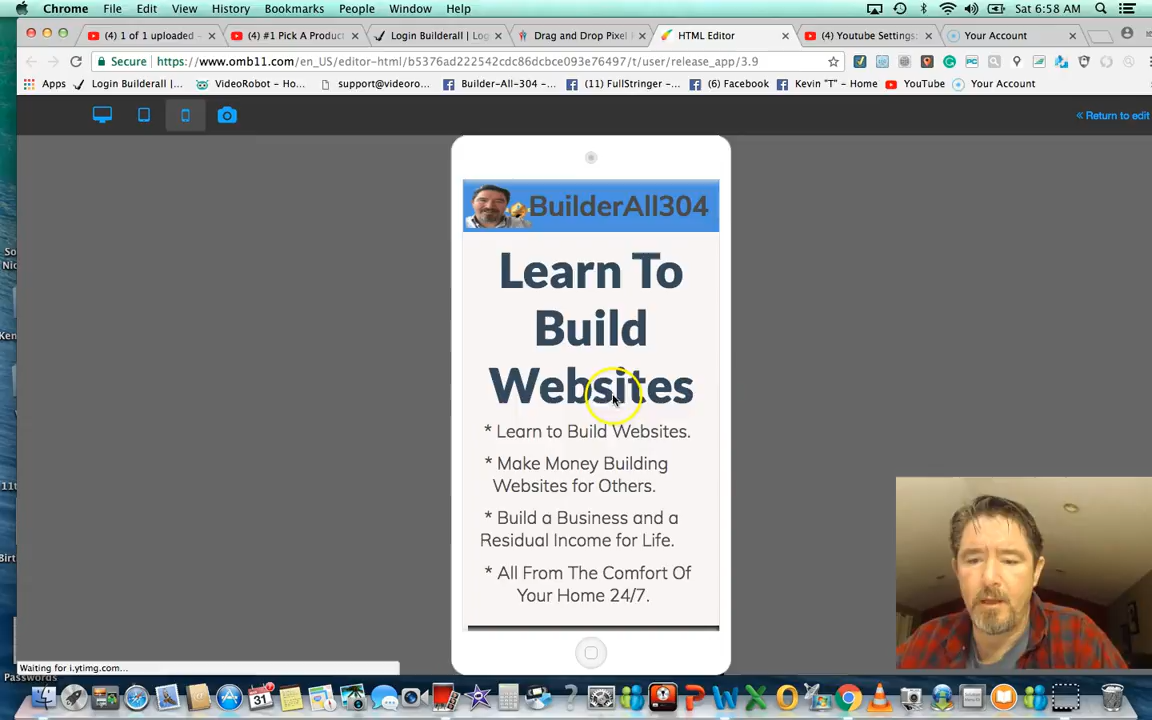 Chrome File Edit View History Bookmarks People Window Help Sat 6:58 AM
(4) 1 of 1 uploaded - (4) #1 Pick A Product Login Builderall | Log Drag and Drop Pixel HTML Editor (4) Youtube Settings: Your Account
Secure https://www.omb11.com/en_US/editor-html/b5376ad222542cdc86dcbce093e76497/t/user/release_app/3.9
Apps Login Builderall |... VideoRobot - Ho... support@videoro... Builder-All-304 -... (11) FullStringer -... (6) Facebook Kevin "T" - Home YouTube Your Account
« Return to edit
BuilderAll304
Learn To
Build
Websites
* Learn to Build Websites.
* Make Money Building
Websites for Others.
* Build a Business and a
Residual Income for Life.
* All From The Comfort Of
Your Home 24/7.
Waiting for i.ytimg.com...
Passwords